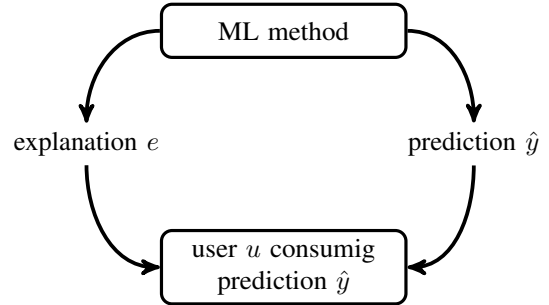 ML method
explanation e
prediction ŷ
user u consumig
prediction ŷ